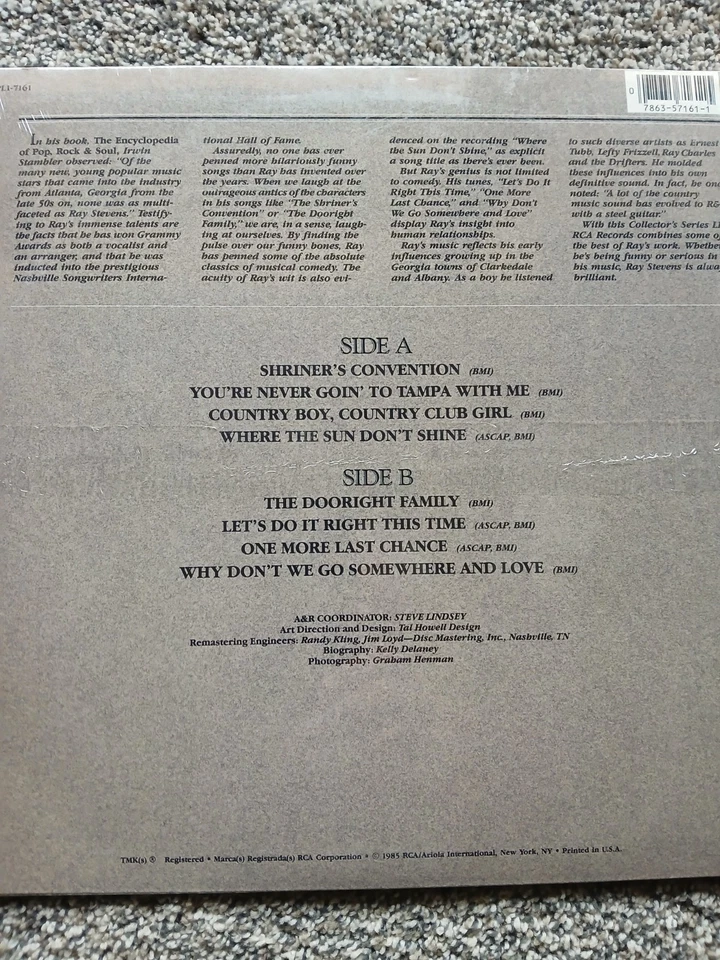 PL1-7161
0
7863-57161-1
In his book, The Encyclopedia
of Pop, Rock & Soul, Irwin
Stambler observed: "Of the
many new, young popular music
stars that came into the industry
from Atlanta, Georgia from the
late 50s on, none was as multi-
faceted as Ray Stevens." Testify-
ing to Ray's immense talents are
the facts that he has won Grammy
Awards as both a vocalist and
an arranger, and that he was
inducted into the prestigious
Nashville Songwriters Interna-
tional Hall of Fame.
Assuredly, no one has ever
penned more hilariously funny
songs than Ray has invented over
the years. When we laugh at the
outrageous antics of the characters
in his songs like "The Shriner's
Convention" or "The Dooright
Family," we are, in a sense, laugh-
ing at ourselves. By finding the
pulse over our funny bones, Ray
has penned some of the absolute
classics of musical comedy. The
acuity of Ray's wit is also evi-
denced on the recording "Where
the Sun Don't Shine," as explicit
a song title as there's ever been.
But Ray's genius is not limited
to comedy. His tunes, "Let's Do it
Right This Time," "One More
Last Chance," and "Why Don't
We Go Somewhere and Love"
display Ray's insight into
human relationships.
Ray's music reflects his early
influences growing up in the
Georgia towns of Clarkedale
and Albany. As a boy he listened
to such diverse artists as Ernest
Tubb, Lefty Frizzell, Ray Charles
and the Drifters. He molded
these influences into his own
definitive sound. In fact, he once
noted: "A lot of the country
music sound has evolved to R&
with a steel guitar."
With this Collector's Series L
RCA Records combines some o
the best of Ray's work. Whethe
he's being funny or serious in
his music, Ray Stevens is alwa
brilliant.
SIDE A
SHRINER'S CONVENTION (BMI)
YOU'RE NEVER GOIN' TO TAMPA WITH ME (BMI)
COUNTRY BOY, COUNTRY CLUB GIRL (BMI)
WHERE THE SUN DON'T SHINE (ASCAP, BMI)
SIDE B
THE DOORIGHT FAMILY (BMI)
LET'S DO IT RIGHT THIS TIME (ASCAP, BMI)
ONE MORE LAST CHANCE (ASCAP, BMI)
WHY DON'T WE GO SOMEWHERE AND LOVE (BMI)
A&R COORDINATOR: STEVE LINDSEY
Art Direction and Design: Tal Howell Design
Remastering Engineers: Randy Kling, Jim Loyd—Disc Mastering, Inc., Nashville, TN
Biography: Kelly Delaney
Photography: Graham Henman
TMK(s) ® Registered • Marca(s) Registrada(s) RCA Corporation • © 1985 RCA/Ariola International, New York, NY • Printed in U.S.A.